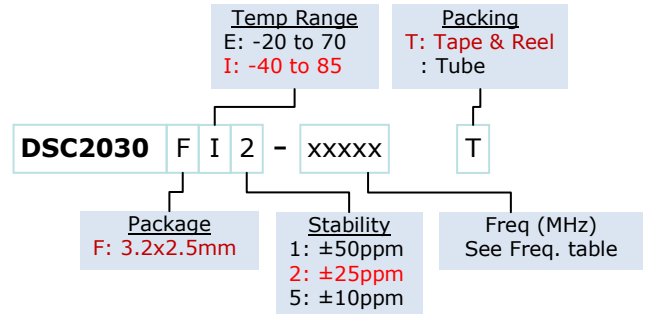 Temp Range
E: -20 to 70
I: -40 to 85
Packing
T: Tape & Reel
: Tube
DSC2030 F I 2 – xxxxx T
Package
F: 3.2x2.5mm
Stability
1: ±50ppm
2: ±25ppm
5: ±10ppm
Freq (MHz)
See Freq. table